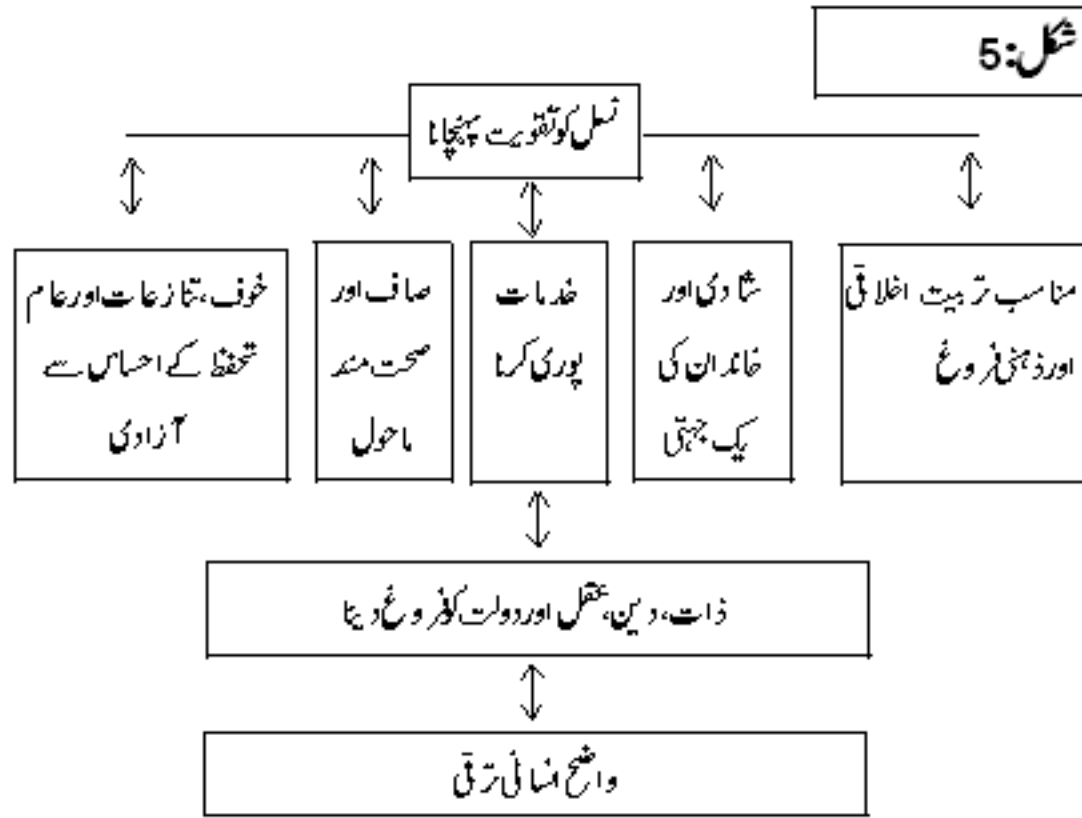 شکل:5
نسل کو تقویت پہنچانا
مناسب تربیت اخلاقی
اور ذہنی فروغ
شادی اور
خاندان کی
یک جہتی
خدمات
پوری کرنا
صاف اور
صحت مند
ماحول
خوف، تنازعات اور عام
تحفظ کے احساس سے
آزادی
ذات، دین، عقل اور دولت کو فروغ دینا
واضح انسانی ترقی